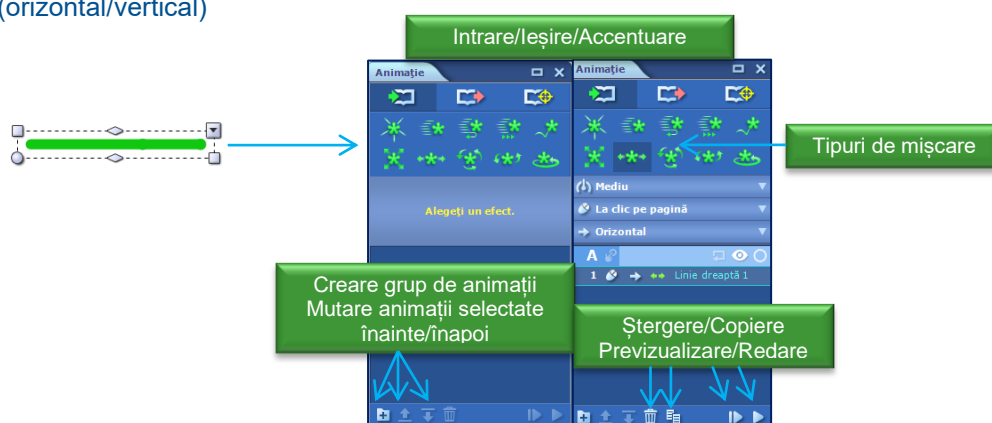 (orizontal/vertical)
Intrare/Ieșire/Accentuare
Animație
Animație
Tipuri de mișcare
Alegeți un efect.
Mediu
La clic pe pagină
Orizontal
A
1 Linie dreaptă 1
Creare grup de animații
Mutare animații selectate
înainte/înapoi
Ștergere/Copiere
Previzualizare/Redare